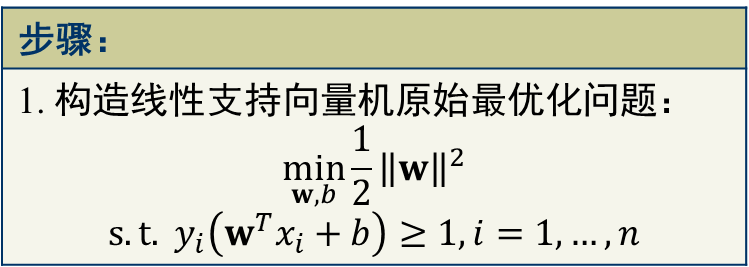 步骤：
1. 构造线性支持向量机原始最优化问题：
min_{w,b} \frac{1}{2} ‖w‖²
s.t. y_i(w^T x_i + b) ≥ 1, i = 1, …, n